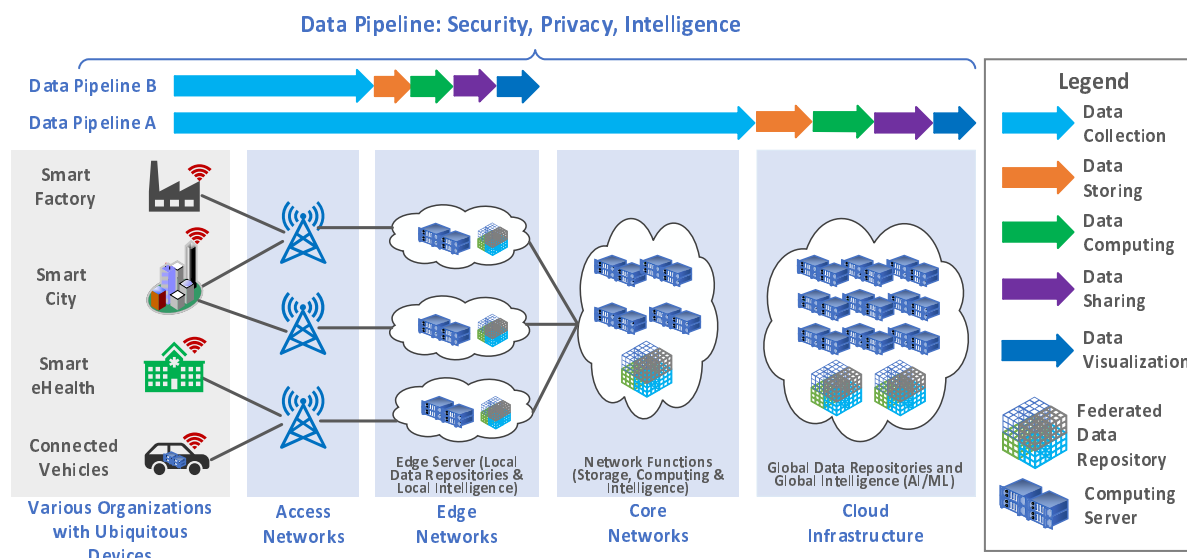 Data Pipeline: Security, Privacy, Intelligence
Data Pipeline B
Data Pipeline A
Smart
Factory
Smart
City
Smart
eHealth
Connected
Vehicles
Various Organizations
with Ubiquitous
Devices
Access
Networks
Edge Server (Local
Data Repositories &
Local Intelligence)
Edge
Networks
Network Functions
(Storage, Computing &
Intelligence)
Core
Networks
Global Data Repositories and
Global Intelligence (AI/ML)
Cloud
Infrastructure
Legend
Data
Collection
Data
Storing
Data
Computing
Data
Sharing
Data
Visualization
Federated
Data
Repository
Computing
Server